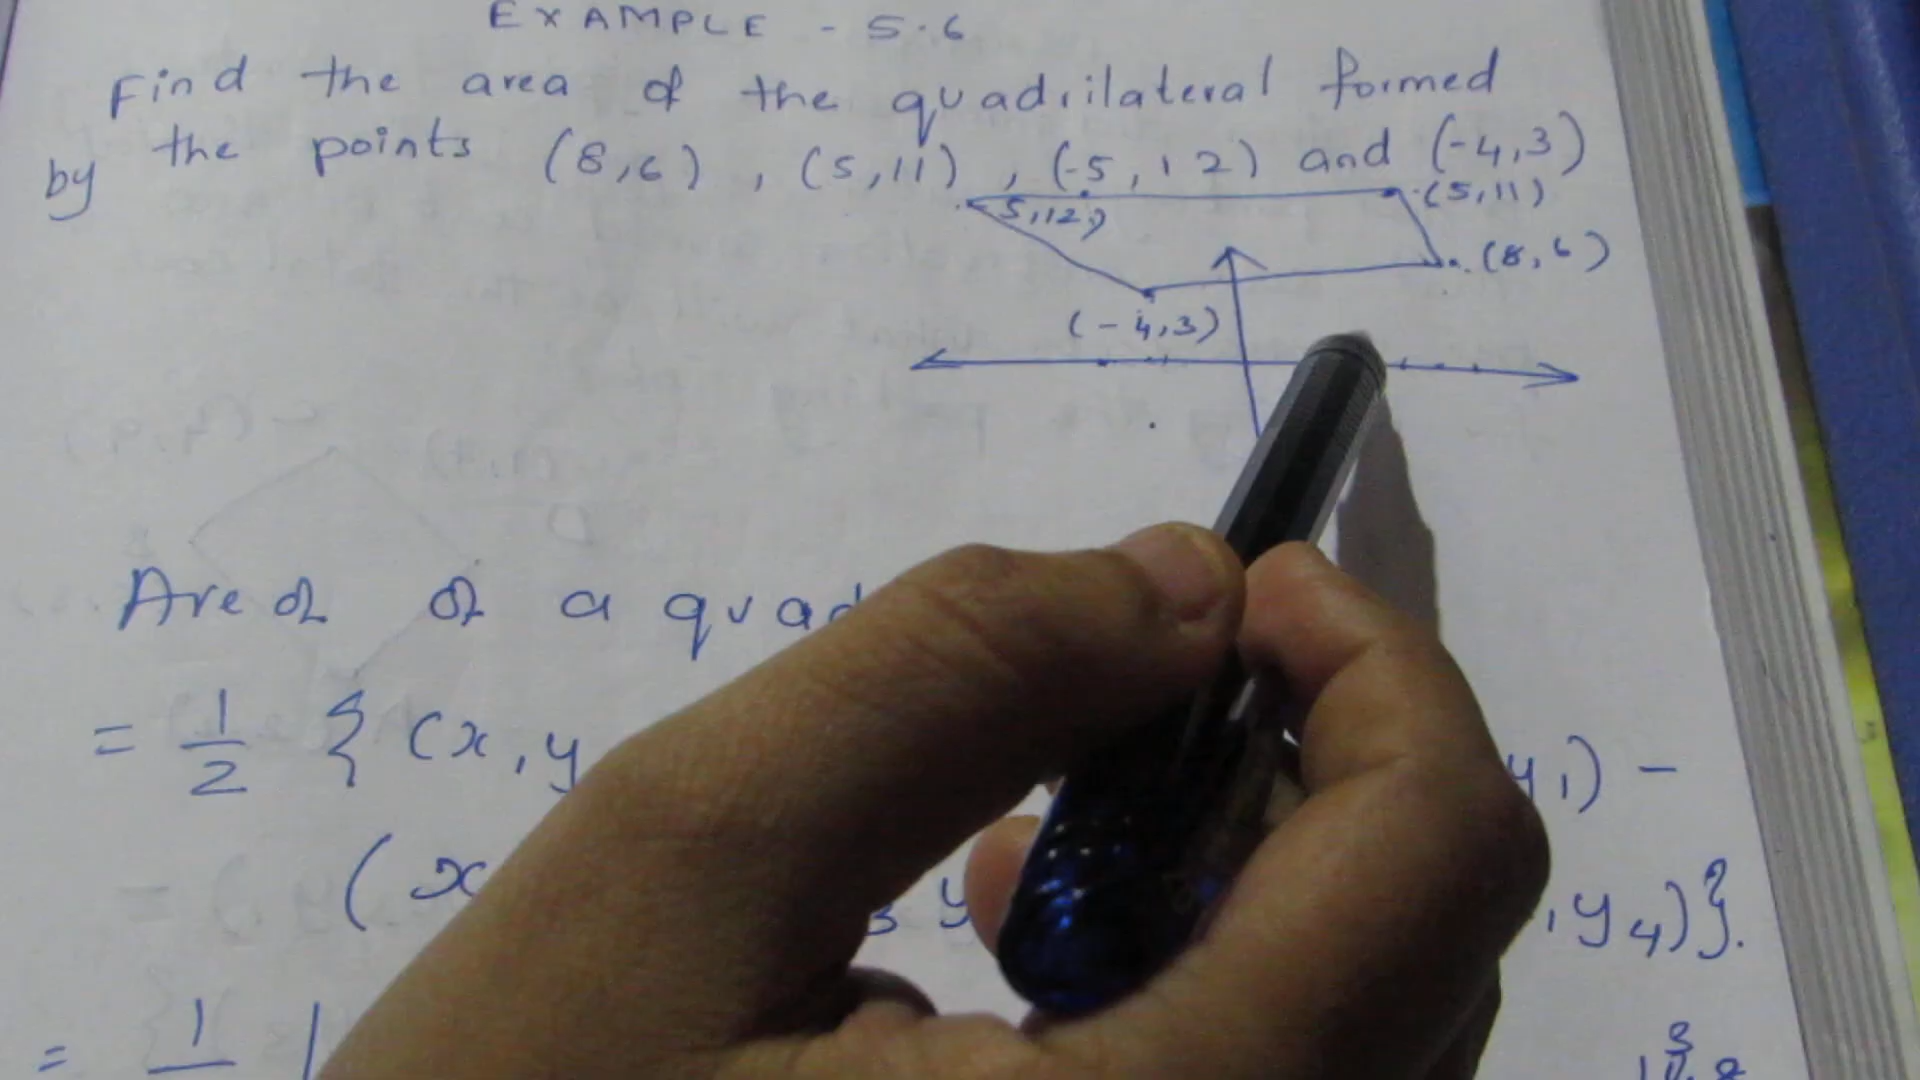 EXAMPLE - 5.6
Find the area of the quadrilateral formed
by the points (8,6) , (5,11) , (-5,12) and (-4,3)
(5,11)
5,12)
(8,6)
(-4,3)
Area of a quad
= 1/2 { (x,y y1) -
(x 3 y ,y4)}.
= 1